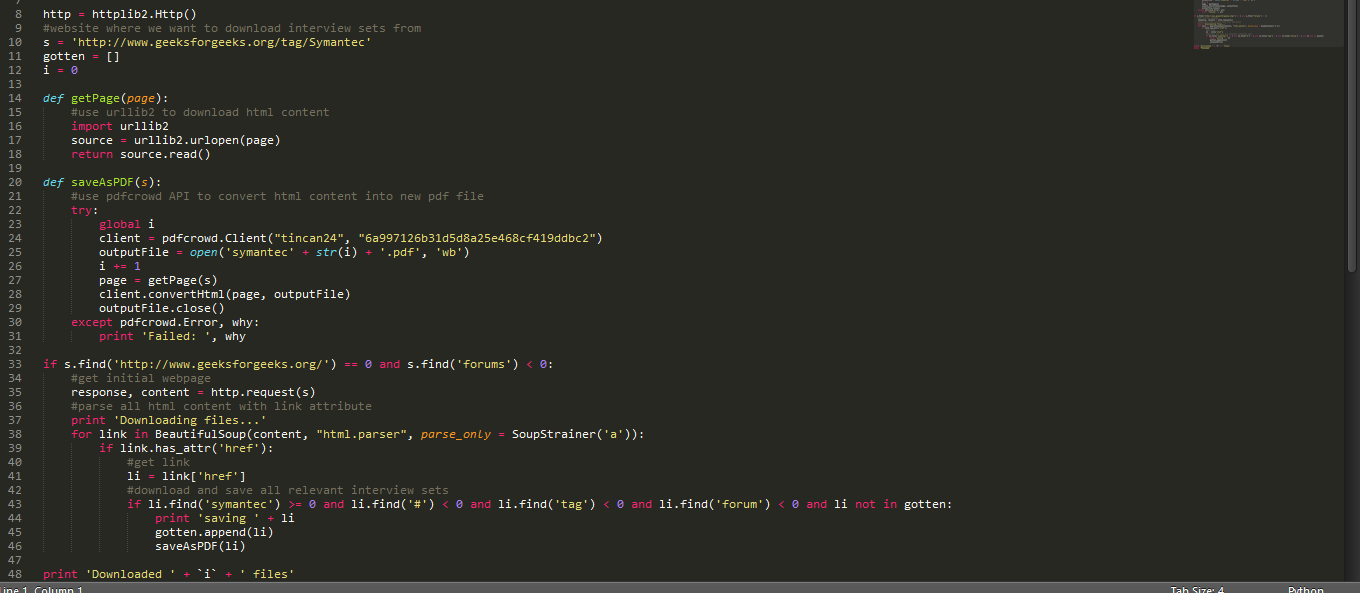 8 http = httplib2.Http()
9 #website where we want to download interview sets from
10 s = 'http://www.geeksforgeeks.org/tag/Symantec'
11 gotten = []
12 i = 0
13
14 def getPage(page):
15     #use urllib2 to download html content
16     import urllib2
17     source = urllib2.urlopen(page)
18     return source.read()
19
20 def saveAsPDF(s):
21     #use pdfcrowd API to convert html content into new pdf file
22     try:
23         global i
24         client = pdfcrowd.Client("tincan24", "6a997126b31d5d8a25e468cf419ddbc2")
25         outputFile = open('symantec' + str(i) + '.pdf', 'wb')
26         i += 1
27         page = getPage(s)
28         client.convertHtml(page, outputFile)
29         outputFile.close()
30     except pdfcrowd.Error, why:
31         print 'Failed: ', why
32
33 if s.find('http://www.geeksforgeeks.org/') == 0 and s.find('forums') < 0:
34     #get initial webpage
35     response, content = http.request(s)
36     #parse all html content with link attribute
37     print 'Downloading files...'
38     for link in BeautifulSoup(content, "html.parser", parse_only = SoupStrainer('a')):
39         if link.has_attr('href'):
40             #get link
41             li = link['href']
42             #download and save all relevant interview sets
43             if li.find('symantec') >= 0 and li.find('#') < 0 and li.find('tag') < 0 and li.find('forum') < 0 and li not in gotten:
44                 print 'saving ' + li
45                 gotten.append(li)
46                 saveAsPDF(li)
47
48 print 'Downloaded ' + `i` + ' files'
Line 1, Column 1 Tab Size: 4 Python